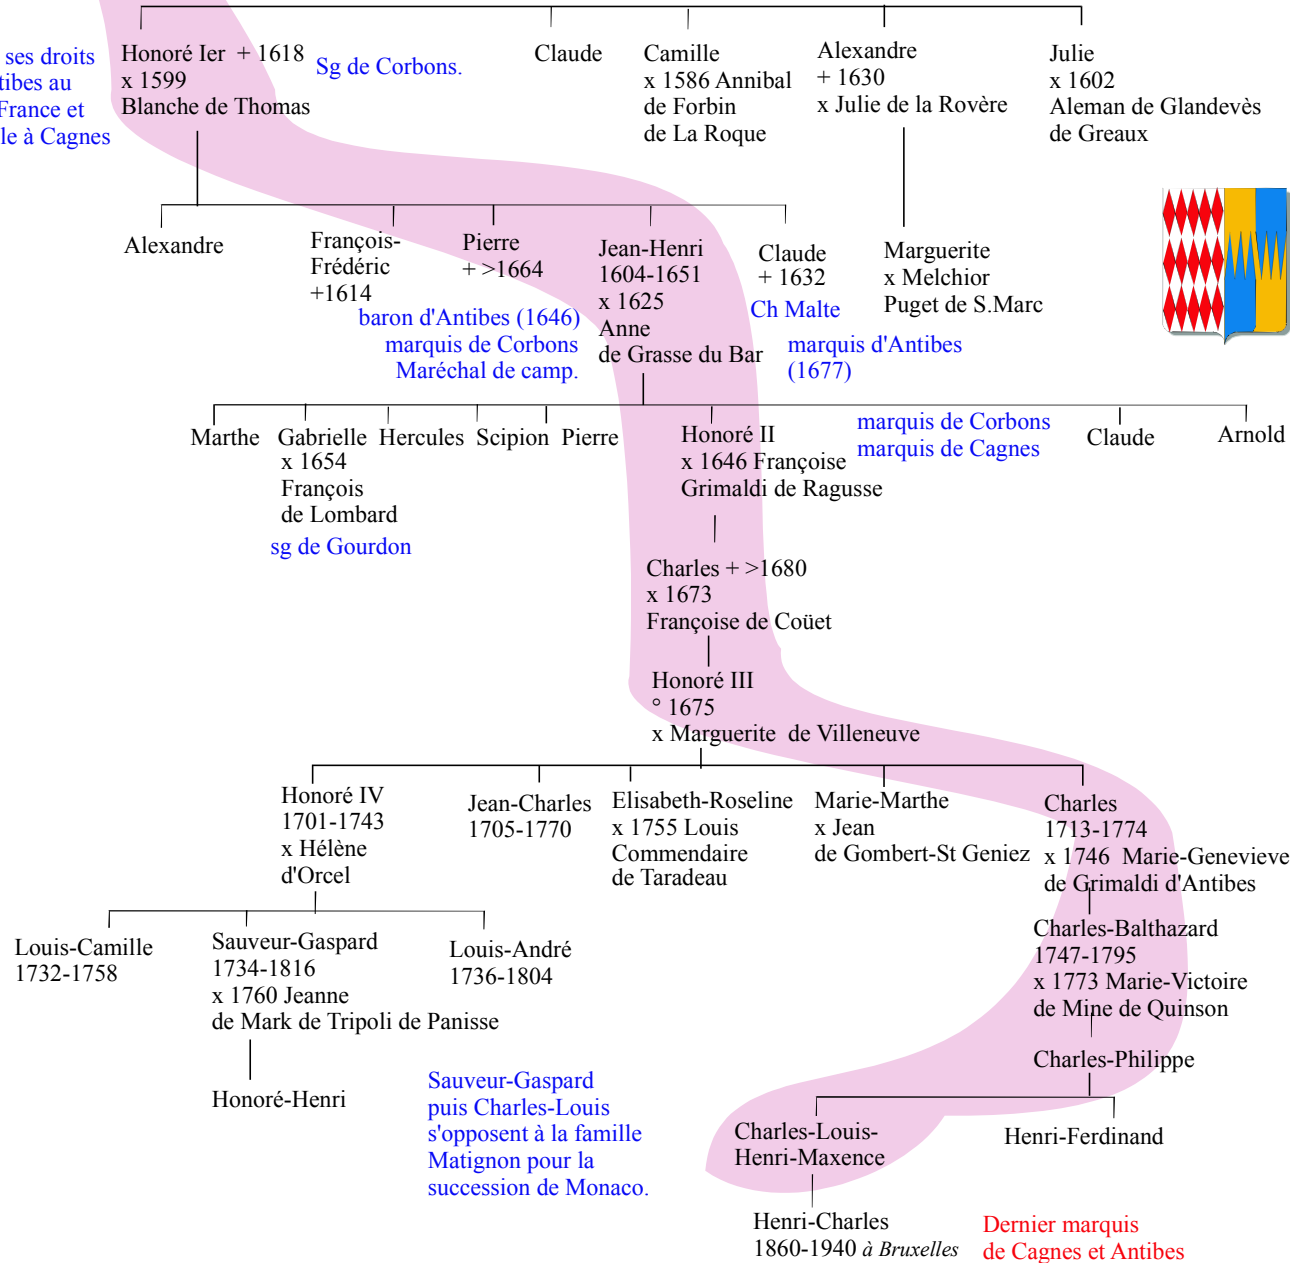 ses droits
tibes au
France et
le à Cagnes
Honoré Ier + 1618
x 1599
Blanche de Thomas
Sg de Corbons.
Claude
Camille
x 1586 Annibal
de Forbin
de La Roque
Alexandre
+ 1630
x Julie de la Rovère
Julie
x 1602
Aleman de Glandevès
de Greaux
Alexandre
François-
Frédéric
+1614
Pierre
+ >1664
Jean-Henri
1604-1651
x 1625
Anne
de Grasse du Bar
baron d'Antibes (1646)
marquis de Corbons
Maréchal de camp.
Claude
+ 1632
Ch Malte
marquis d'Antibes
(1677)
Marguerite
x Melchior
Puget de S.Marc
Marthe
Gabrielle
x 1654
François
de Lombard
sg de Gourdon
Hercules
Scipion
Pierre
Honoré II
x 1646 Françoise
Grimaldi de Ragusse
marquis de Corbons
marquis de Cagnes
Claude
Arnold
Charles + >1680
x 1673
Françoise de Coüet
Honoré III
° 1675
x Marguerite de Villeneuve
Honoré IV
1701-1743
x Hélène
d'Orcel
Jean-Charles
1705-1770
Elisabeth-Roseline
x 1755 Louis
Commendaire
de Taradeau
Marie-Marthe
x Jean
de Gombert-St Geniez
Charles
1713-1774
x 1746 Marie-Genevieve
de Grimaldi d'Antibes
Louis-Camille
1732-1758
Sauveur-Gaspard
1734-1816
x 1760 Jeanne
de Mark de Tripoli de Panisse
Louis-André
1736-1804
Charles-Balthazard
1747-1795
x 1773 Marie-Victoire
de Mine de Quinson
Honoré-Henri
Charles-Philippe
Sauveur-Gaspard
puis Charles-Louis
s'opposent à la famille
Matignon pour la
succession de Monaco.
Charles-Louis-
Henri-Maxence
Henri-Ferdinand
Henri-Charles
1860-1940 à Bruxelles
Dernier marquis
de Cagnes et Antibes